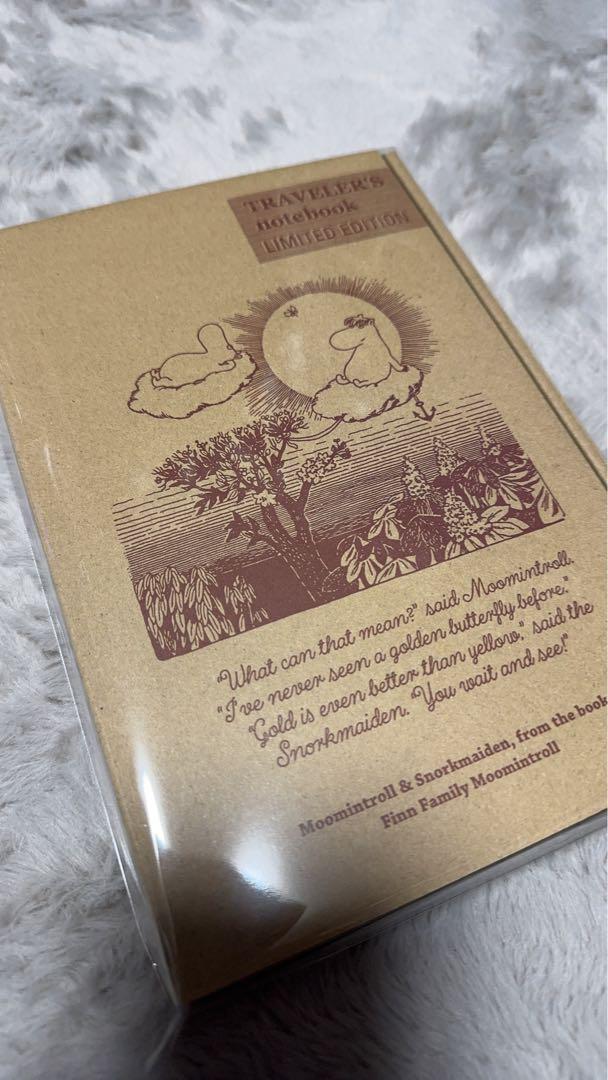 TRAVELER'S
notebook
LIMITED EDITION
"What can that mean?" said Moomintroll.
"I've never seen a golden butterfly before."
"Gold is even better than yellow," said the
Snorkmaiden. "You wait and see!"
Moomintroll & Snorkmaiden, from the book
Finn Family Moomintroll